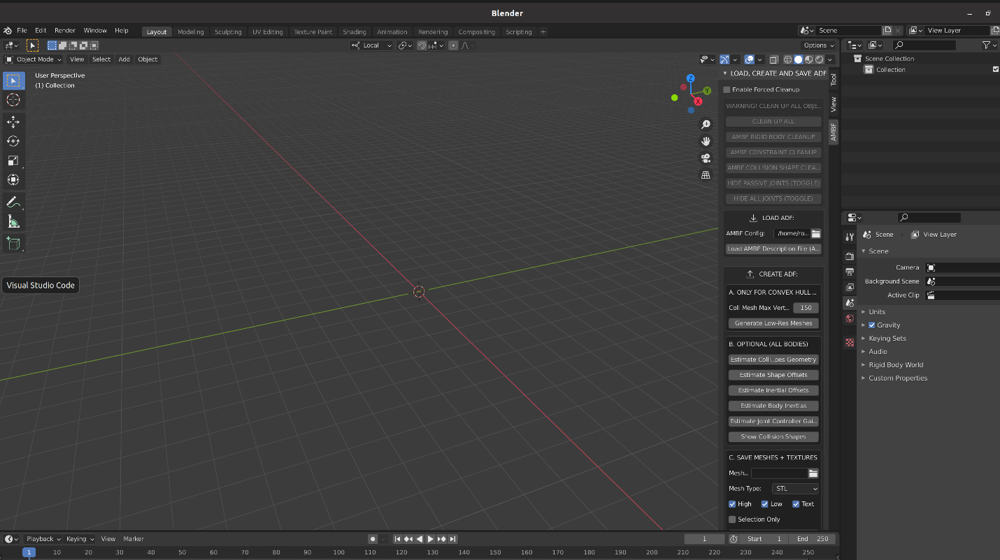 Blender
File Edit Render Window Help Layout Modeling Sculpting UV Editing Texture Paint Shading Animation Rendering Compositing Scripting + Scene View Layer
Local Options
Object Mode View Select Add Object
User Perspective
(1) Collection
Z
Y
X
LOAD, CREATE AND SAVE ADF
Enable Forced Cleanup
WARNING! CLEAN UP ALL OBJE...
CLEAN UP ALL
AMBF RIGID BODY CLEANUP
AMBF CONSTRAINT CLEANUP
AMBF COLLISION SHAPE CLEA...
HIDE PASSIVE JOINTS (TOGGLE)
HIDE ALL JOINTS (TOGGLE)
LOAD ADF:
AMBF Config: /home/ro...
Load AMBF Description File (A...
CREATE ADF:
A. ONLY FOR CONVEX HULL ...
Coll Mesh Max Vert... 150
Generate Low-Res Meshes
B. OPTIONAL (ALL BODIES)
Estimate Colli...pes Geometry
Estimate Shape Offsets
Estimate Inertial Offsets
Estimate Body Inertias
Estimate Joint Controller Gai...
Show Collision Shapes
C. SAVE MESHES + TEXTURES
Mesh...
Mesh Type: STL
High Low Text
Selection Only
Tool
View
AMBF
Scene Collection
Collection
Scene View Layer
Scene
Camera
Background Scene
Active Clip
Units
Gravity
Keying Sets
Audio
Rigid Body World
Custom Properties
Visual Studio Code
Playback Keying View Marker 1 Start 1 End 250
1 10 20 30 40 50 60 70 80 90 100 110 120 130 140 150 160 170 180 190 200 210 220 230 240 250